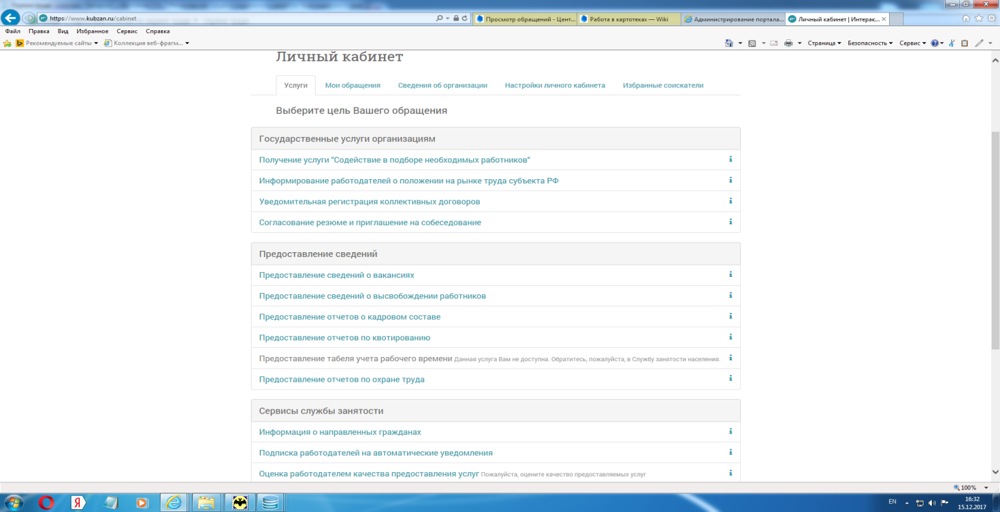 https://www.kubzan.ru/cabinet
Просмотр обращений - Цент...
Работа в картотеках — Wiki
Администрирование портала...
Личный кабинет | Интерак...
Файл Правка Вид Избранное Сервис Справка
Рекомендуемые сайты Коллекция веб-фрагм...
Страница Безопасность Сервис
Личный кабинет
Услуги Мои обращения Сведения об организации Настройки личного кабинета Избранные соискатели
Выберите цель Вашего обращения
Государственные услуги организациям
Получение услуги "Содействие в подборе необходимых работников"
Информирование работодателей о положении на рынке труда субъекта РФ
Уведомительная регистрация коллективных договоров
Согласование резюме и приглашение на собеседование
Предоставление сведений
Предоставление сведений о вакансиях
Предоставление сведений о высвобождении работников
Предоставление отчетов о кадровом составе
Предоставление отчетов по квотированию
Предоставление табеля учета рабочего времени Данная услуга Вам не доступна. Обратитесь, пожалуйста, в Службу занятости населения.
Предоставление отчетов по охране труда
Сервисы службы занятости
Информация о направленных гражданах
Подписка работодателей на автоматические уведомления
Оценка работодателем качества предоставления услуг Пожалуйста, оцените качество предоставляемых услуг
100%
EN
16:32
15.12.2017